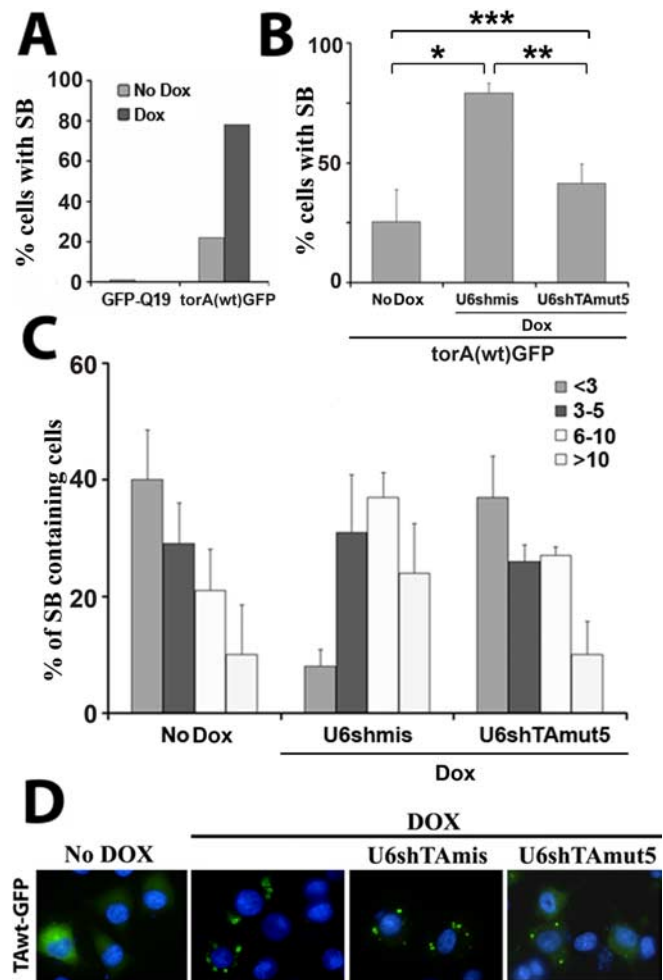 A
% cells with SB
100
80
60
40
20
0
No Dox
Dox
GFP-Q19 torA(wt)GFP
B
% cells with SB
100
50
0
***
* **
No Dox U6shmis U6shTAmut5
Dox
torA(wt)GFP
C
% of SB containing cells
60
40
20
0
<3
3-5
6-10
>10
No Dox U6shmis U6shTAmut5
Dox
D
DOX
No DOX U6shTAmis U6shTAmut5
TAwt-GFP